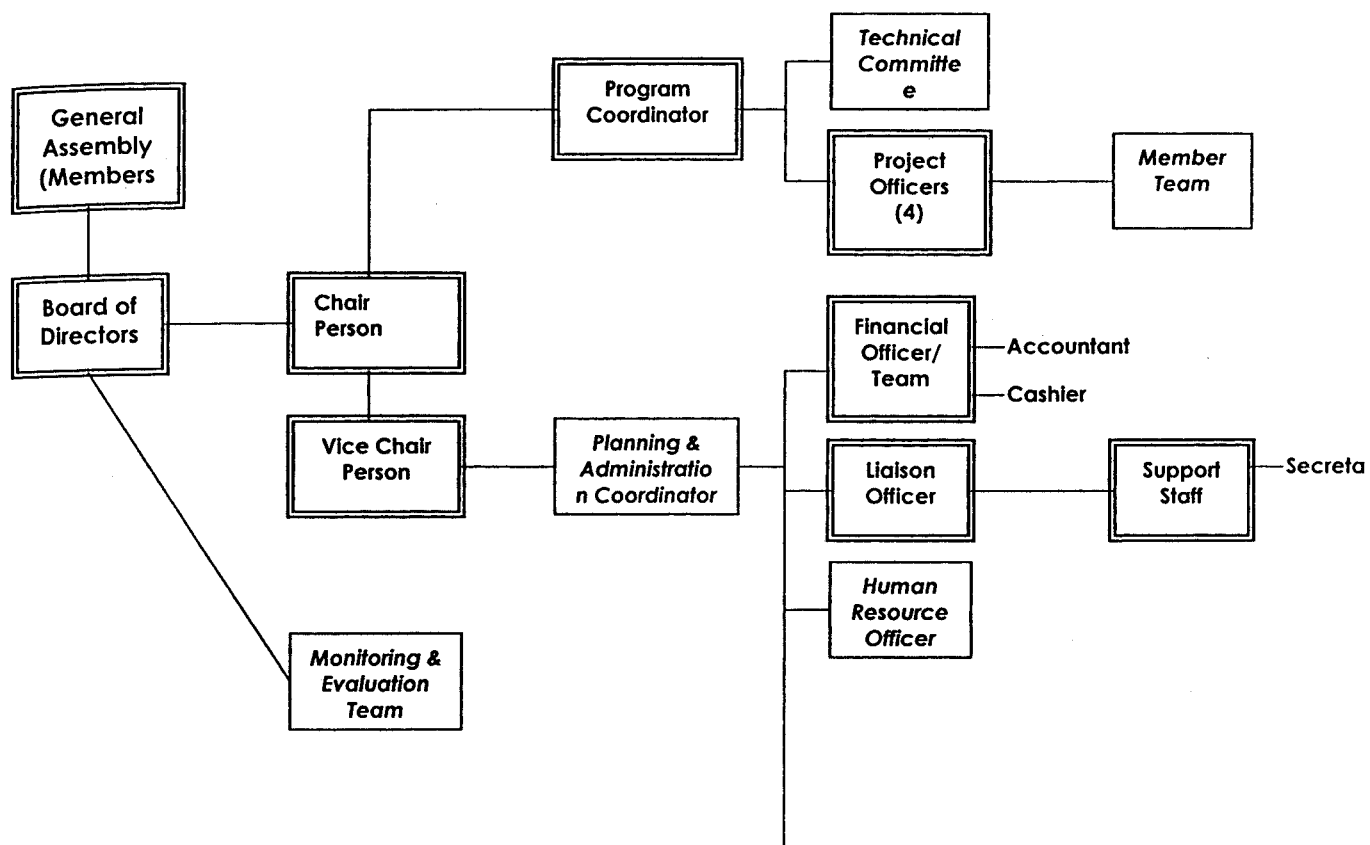 General
Assembly
(Members
Board of
Directors
Chair
Person
Vice Chair
Person
Monitoring &
Evaluation
Team
Program
Coordinator
Technical
Committe
e
Project
Officers
(4)
Member
Team
Planning &
Administratio
n Coordinator
Financial
Officer/
Team
Accountant
Cashier
Liaison
Officer
Support
Staff
Secreta
Human
Resource
Officer